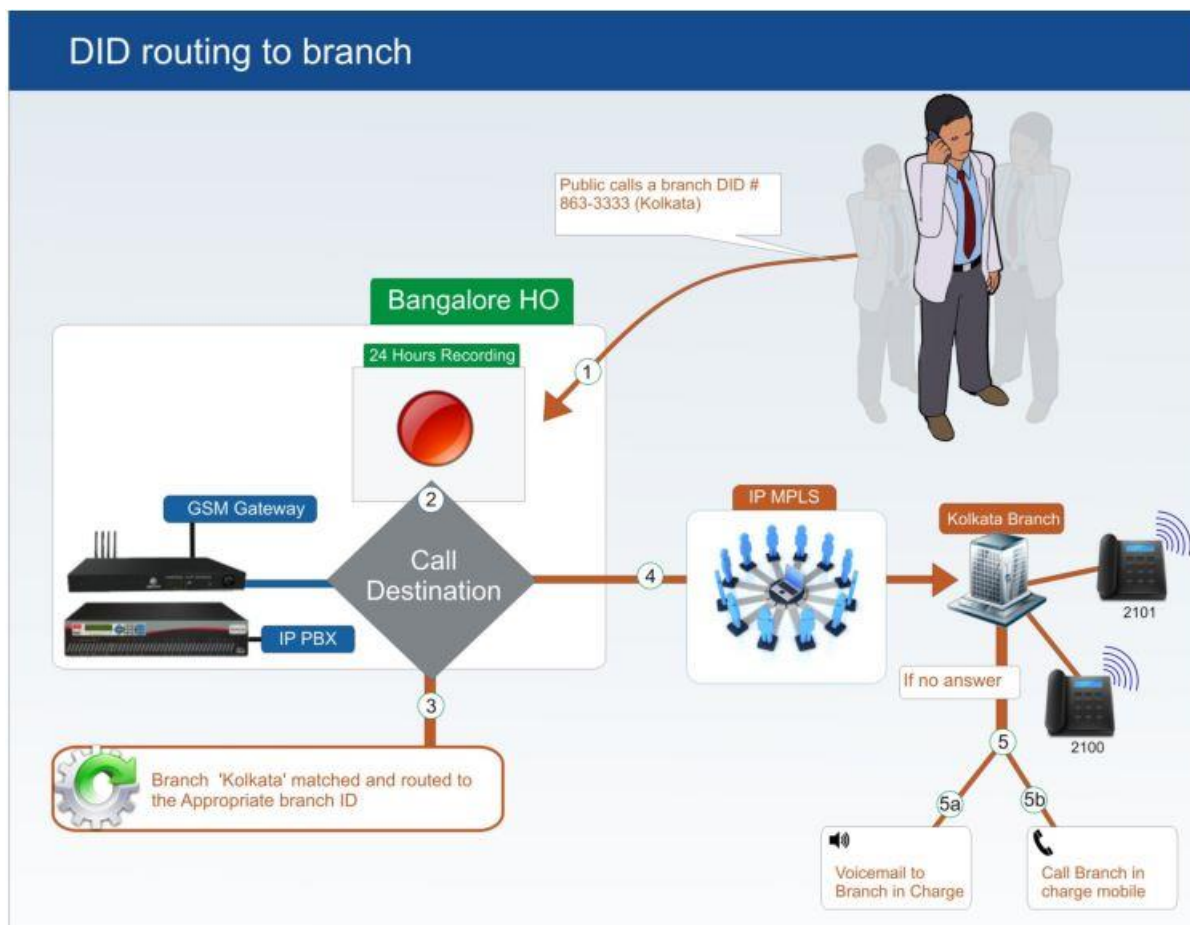 DID routing to branch
Public calls a branch DID #
863-3333 (Kolkata)
Bangalore HO
24 Hours Recording
1
2
GSM Gateway
IP MPLS
Kolkata Branch
Call
Destination
4
2101
IP PBX
If no answer
3
2100
5
Branch 'Kolkata' matched and routed to
the Appropriate branch ID
5a
5b
Voicemail to
Branch in Charge
Call Branch in
charge mobile